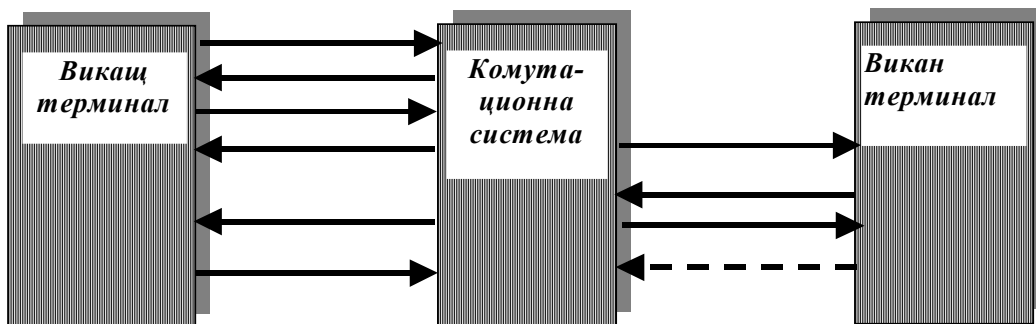 Викащ
терминал
Комута-
ционна
система
Викан
терминал